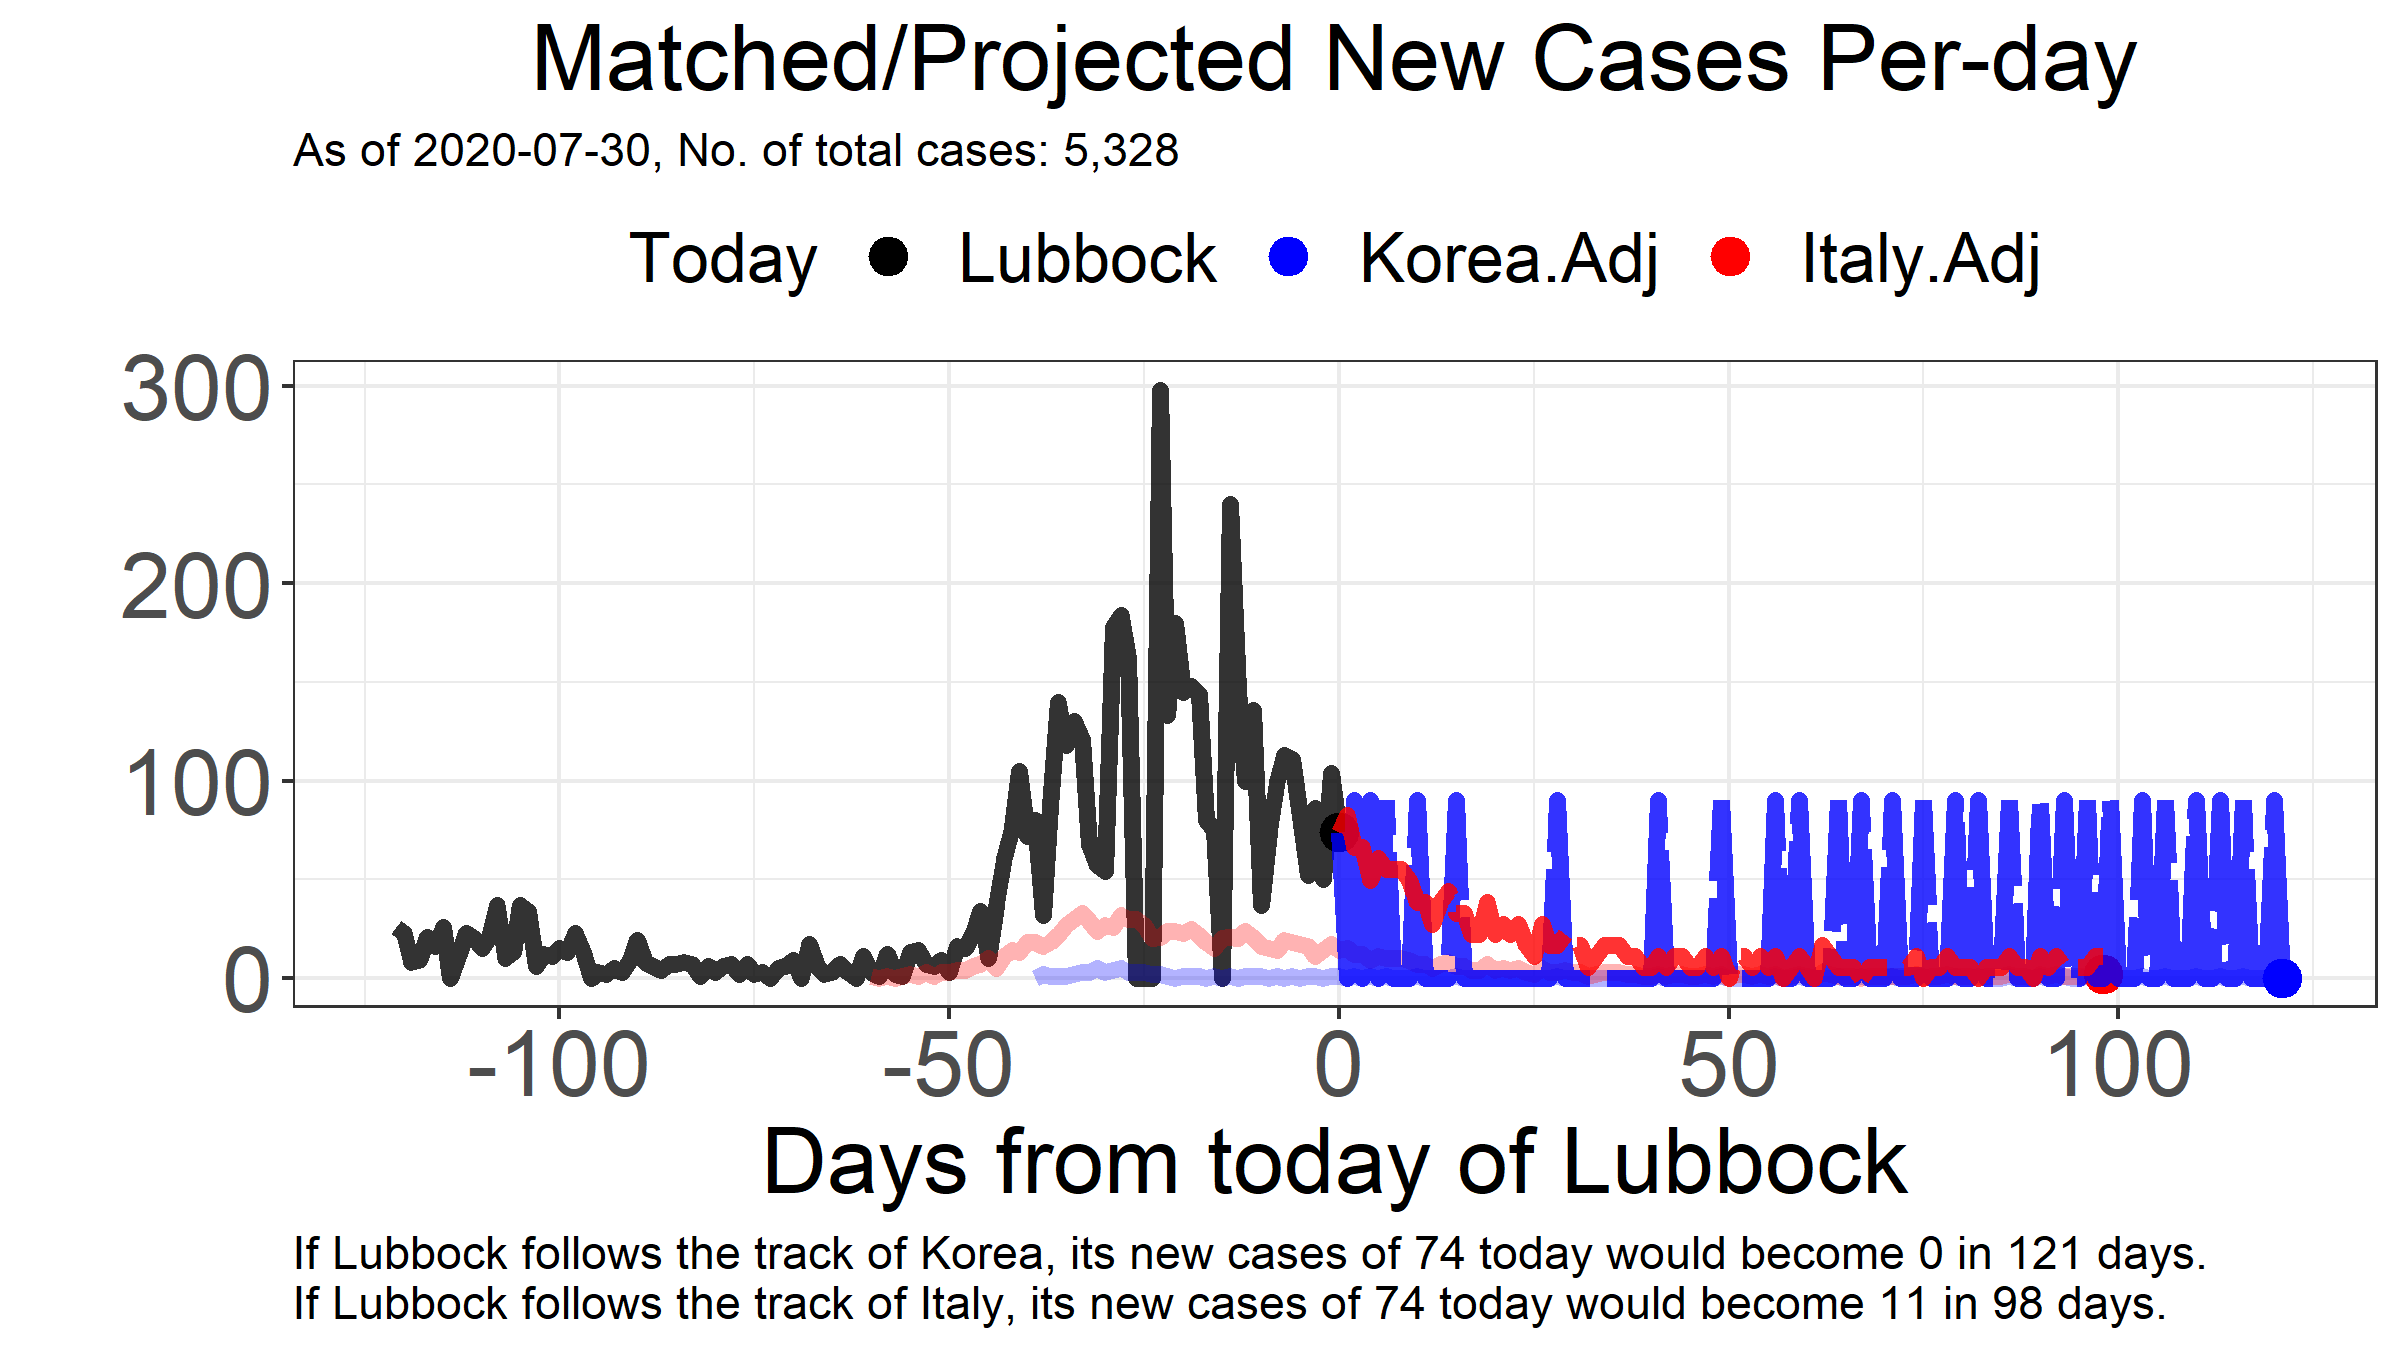 Matched/Projected New Cases Per-day
As of 2020-07-30, No. of total cases: 5,328
Today Lubbock Korea.Adj Italy.Adj
300
200
100
0
-100 -50 0 50 100
Days from today of Lubbock
If Lubbock follows the track of Korea, its new cases of 74 today would become 0 in 121 days.
If Lubbock follows the track of Italy, its new cases of 74 today would become 11 in 98 days.